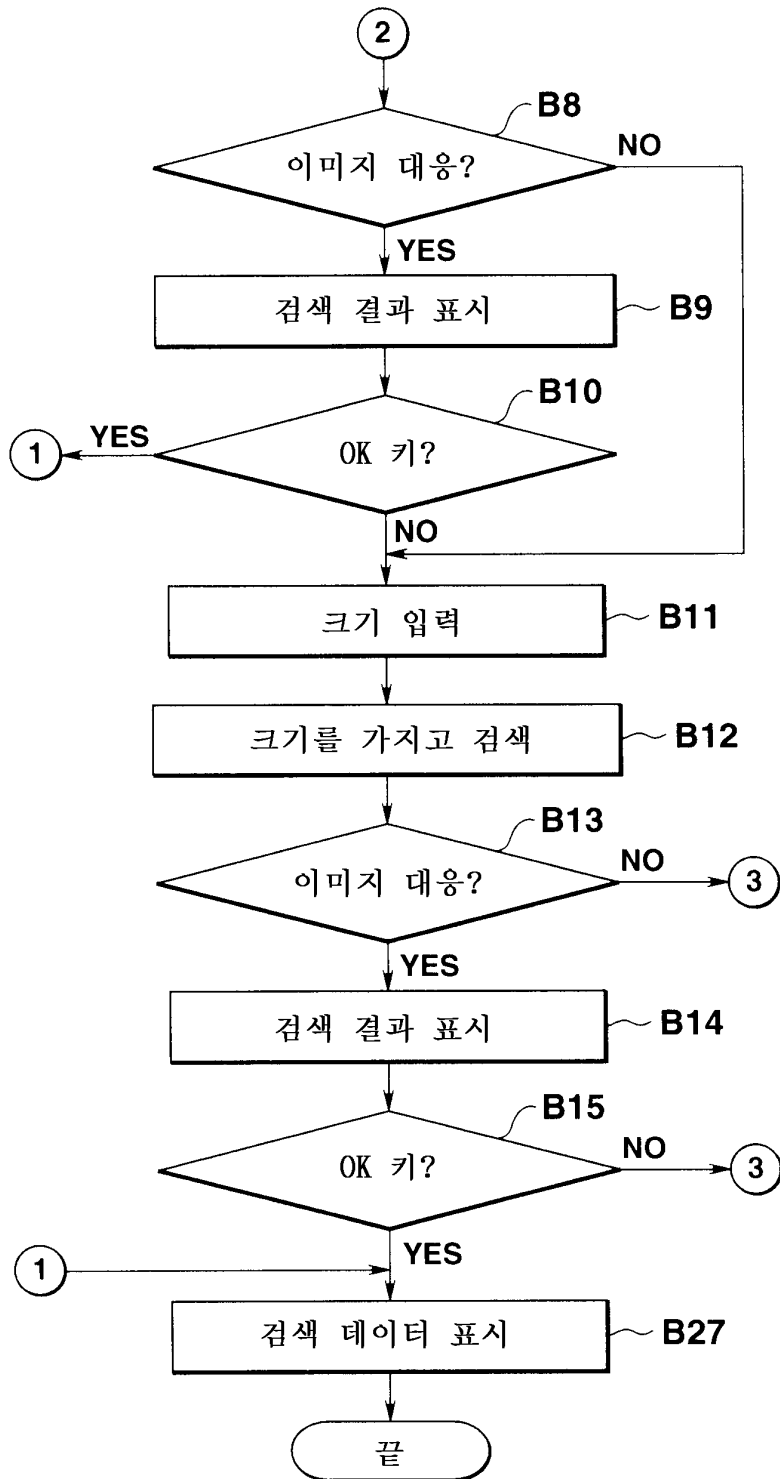 2
B8
이미지 대응?
NO
YES
검색 결과 표시
B9
B10
YES
1
OK 키?
NO
크기 입력
B11
크기를 가지고 검색
B12
B13
이미지 대응?
NO
3
YES
검색 결과 표시
B14
B15
OK 키?
NO
3
YES
1
검색 데이터 표시
B27
끝